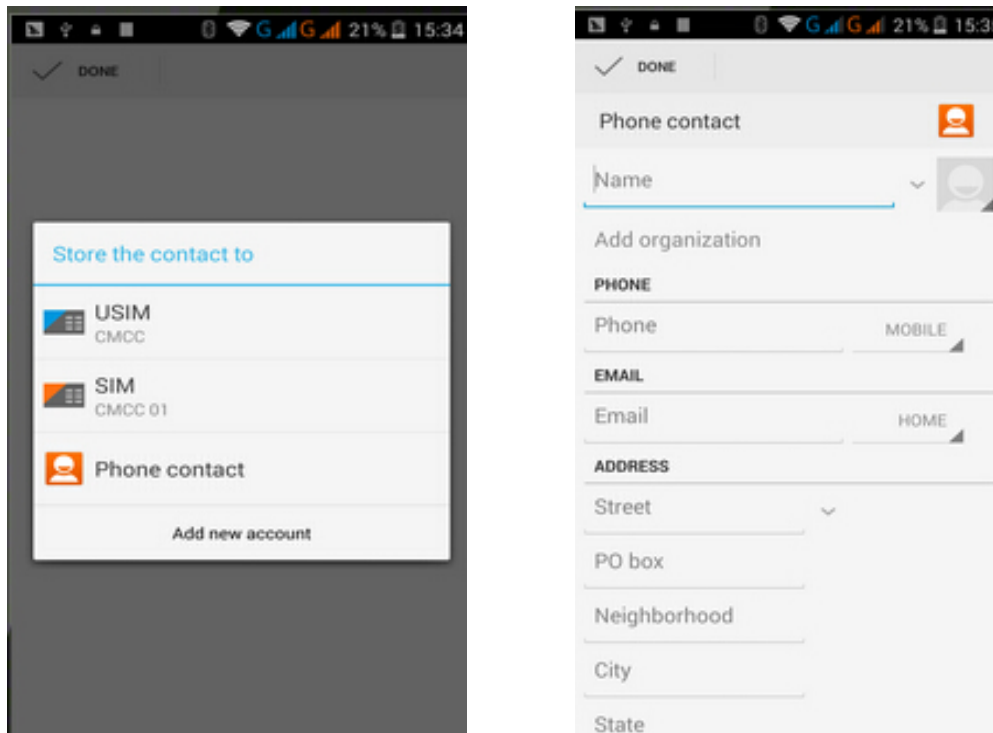 G G 21% 15:34
DONE
Store the contact to
USIM
CMCC
SIM
CMCC 01
Phone contact
Add new account
G G 21% 15:3
DONE
Phone contact
Name
Add organization
PHONE
Phone MOBILE
EMAIL
Email HOME
ADDRESS
Street
PO box
Neighborhood
City
State